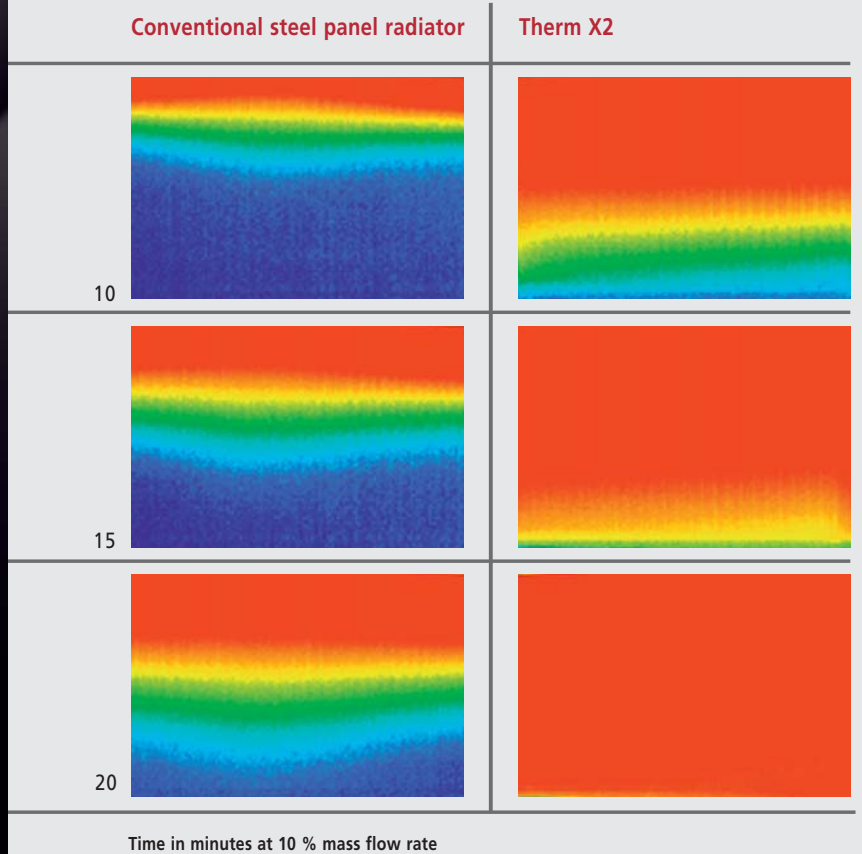 Conventional steel panel radiator
Therm X2
10
15
20
Time in minutes at 10 % mass flow rate